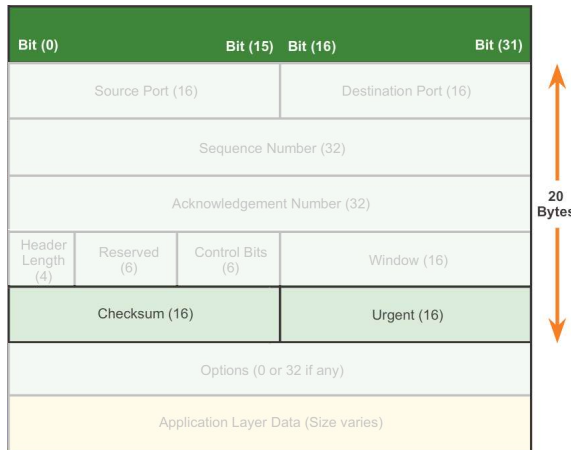 Bit (0) Bit (15) Bit (16) Bit (31)
Source Port (16) Destination Port (16)
Sequence Number (32)
20
Bytes
Acknowledgement Number (32)
Header
Length
(4)
Reserved
(6)
Control Bits
(6)
Window (16)
Checksum (16) Urgent (16)
Options (0 or 32 if any)
Application Layer Data (Size varies)